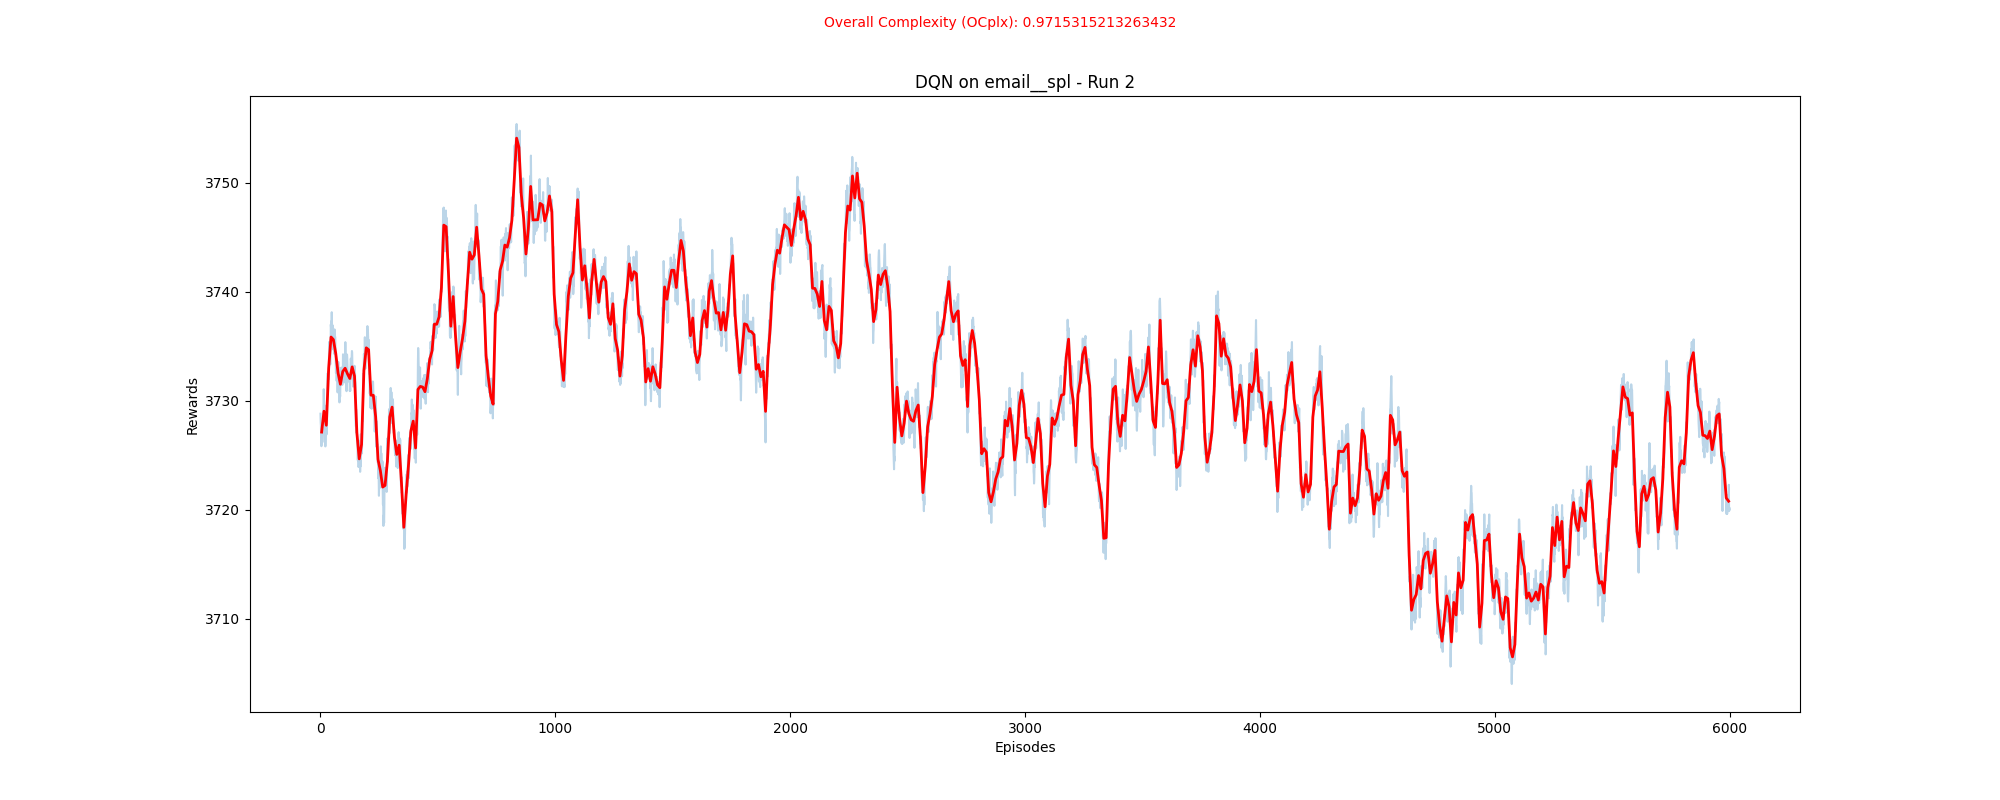 Overall Complexity (OCplx): 0.9715315213263432
DQN on email__spl - Run 2
Rewards
3750
3740
3730
3720
3710
0 1000 2000 3000 4000 5000 6000
Episodes